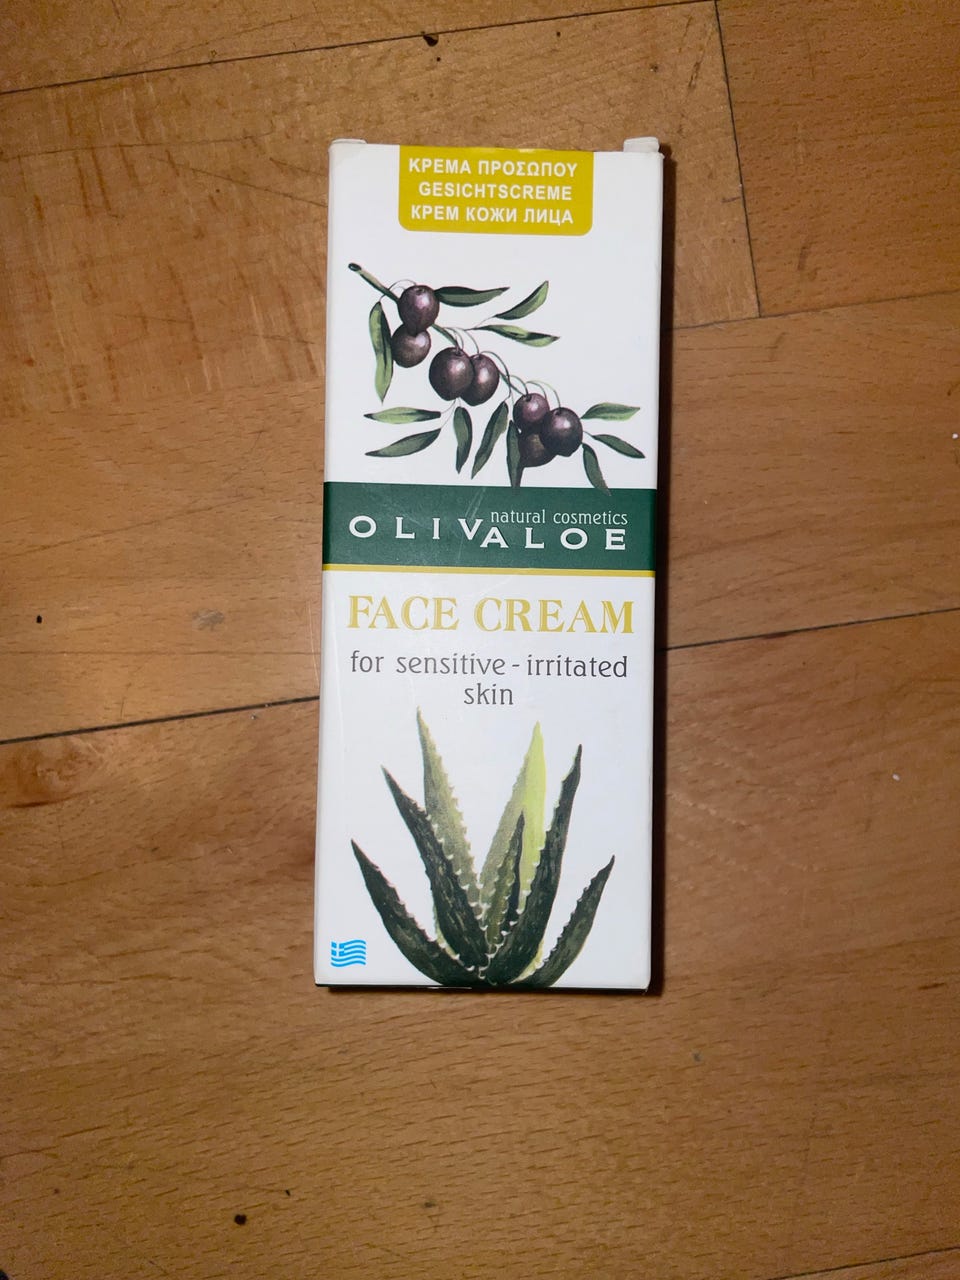 ΚΡΕΜΑ ΠΡΟΣΩΠΟΥ
GESICHTSCREME
КРЕМ КОЖИ ЛИЦА
natural cosmetics
OLIVALOE
FACE CREAM
for sensitive - irritated
skin